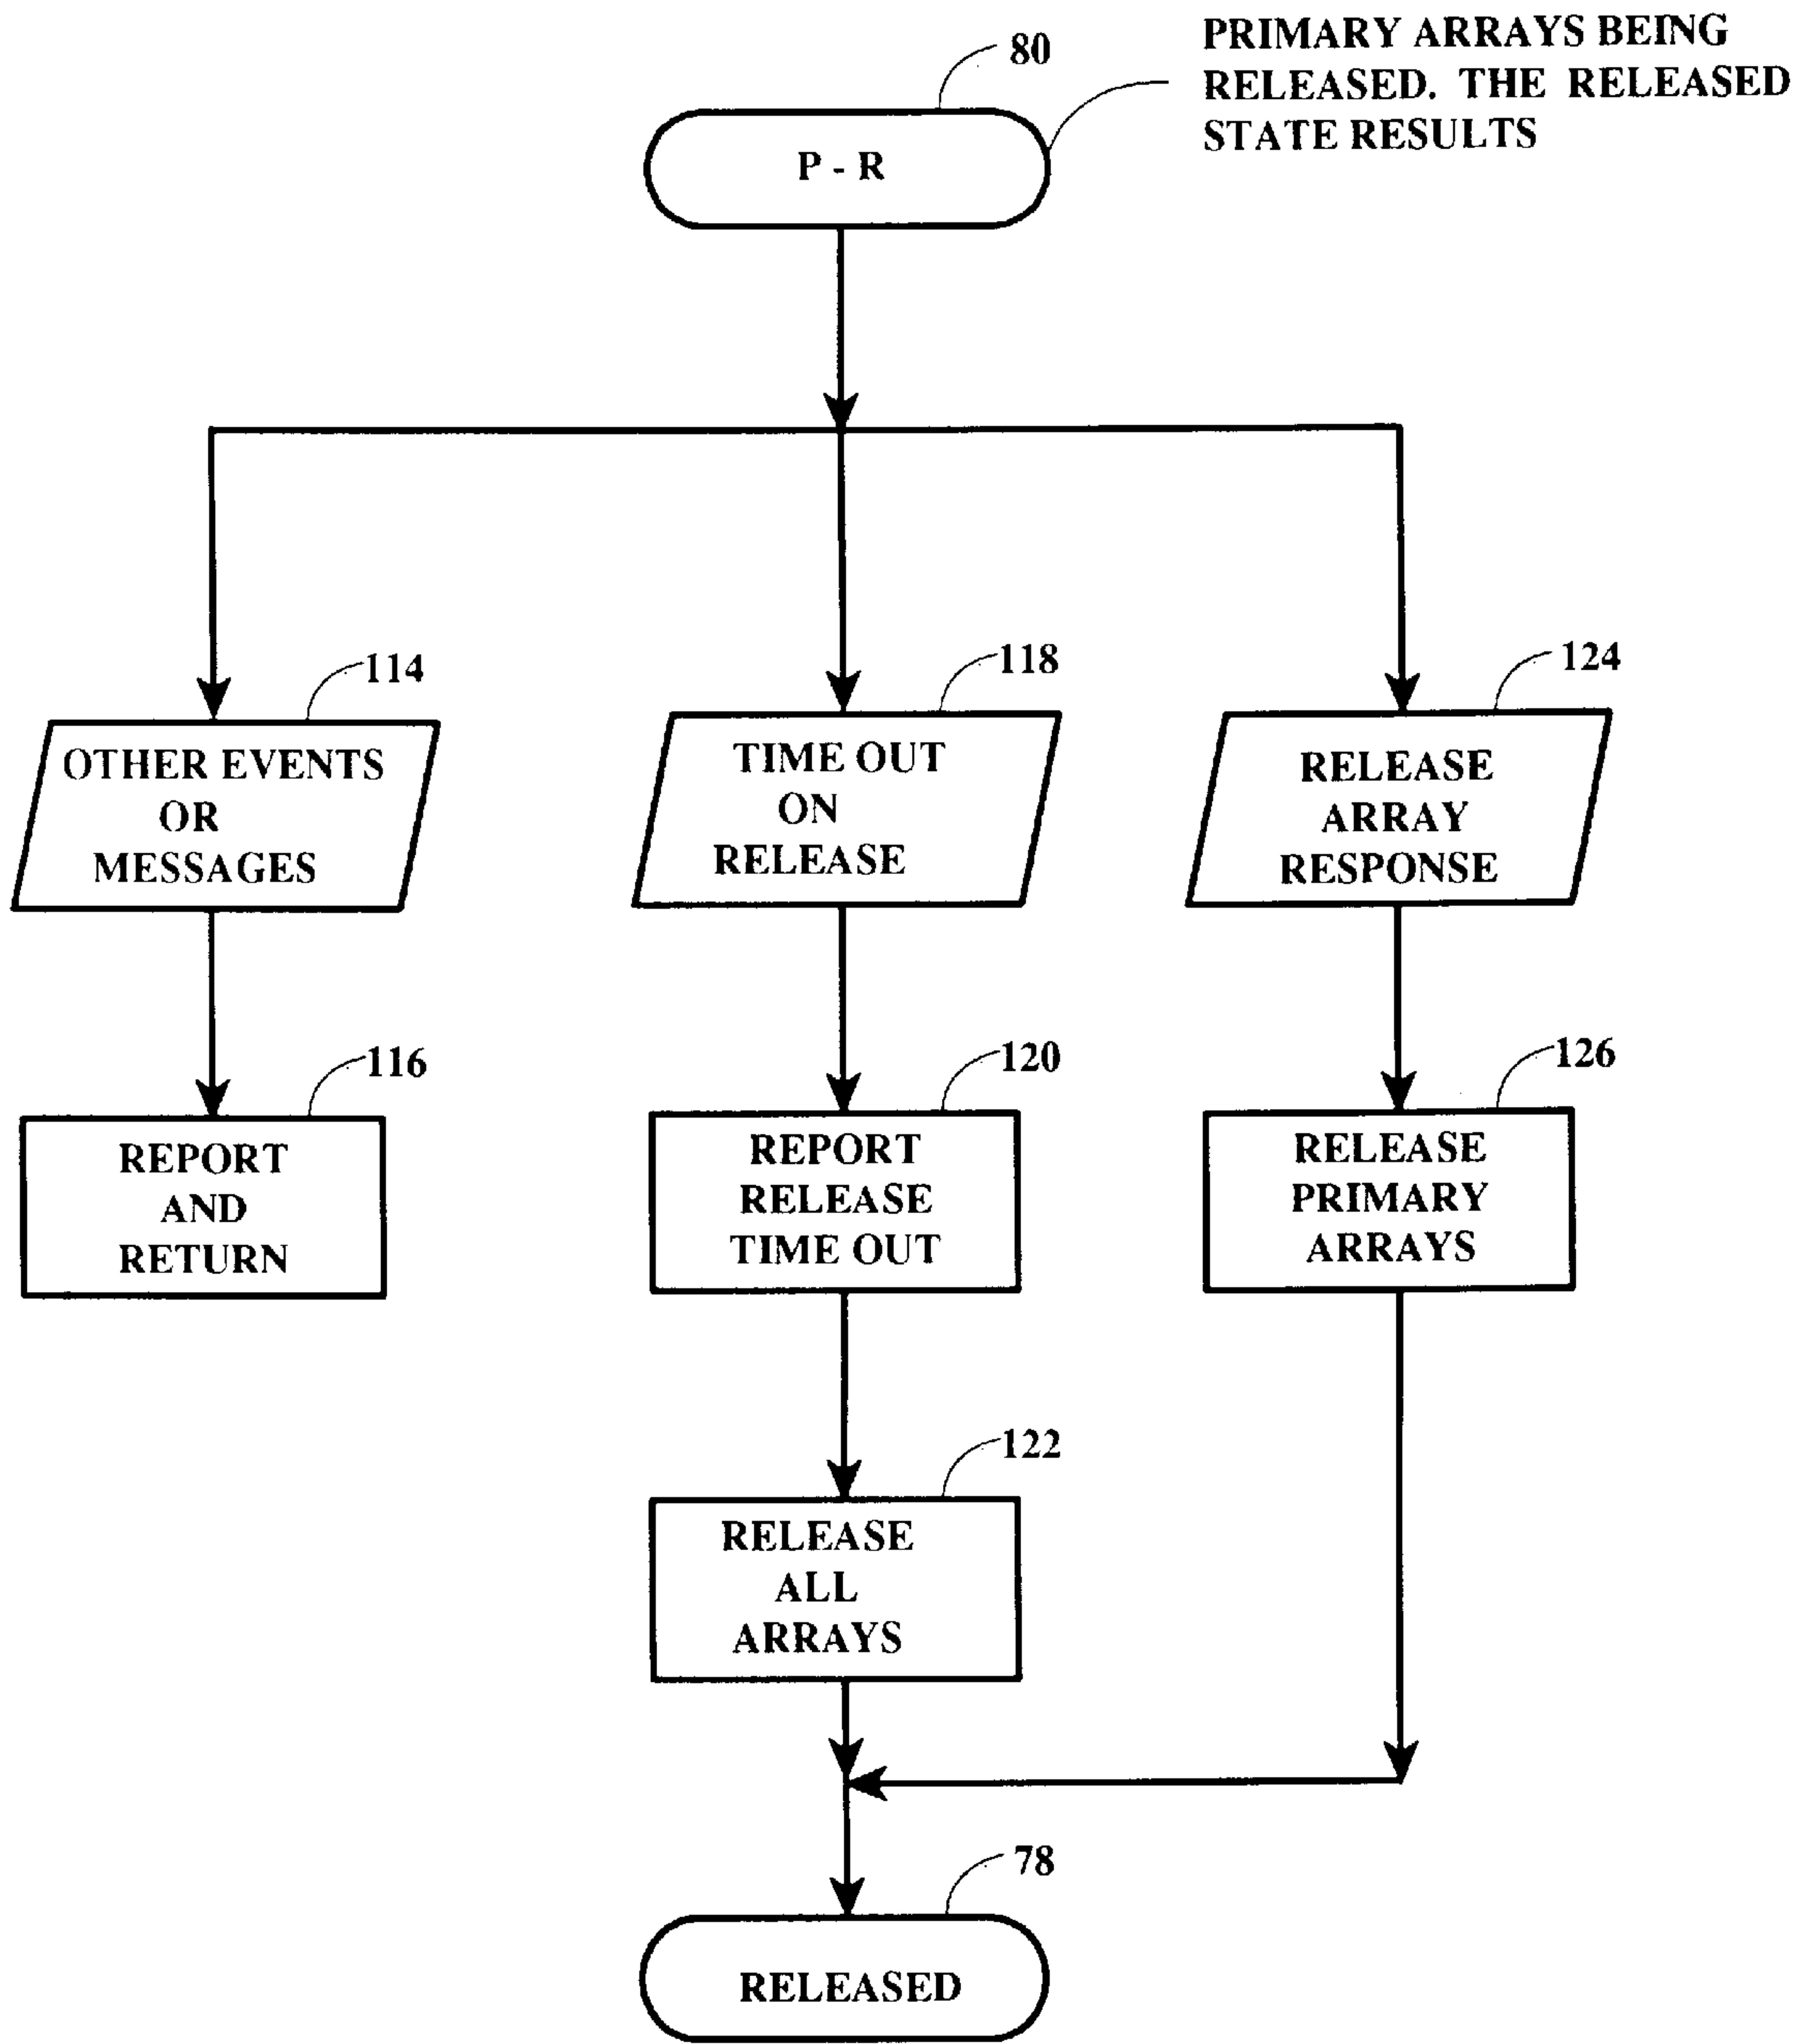 80
PRIMARY ARRAYS BEING
RELEASED. THE RELEASED
STATE RESULTS
P - R
114
OTHER EVENTS
OR
MESSAGES
118
TIME OUT
ON
RELEASE
124
RELEASE
ARRAY
RESPONSE
116
REPORT
AND
RETURN
120
REPORT
RELEASE
TIME OUT
126
RELEASE
PRIMARY
ARRAYS
122
RELEASE
ALL
ARRAYS
78
RELEASED